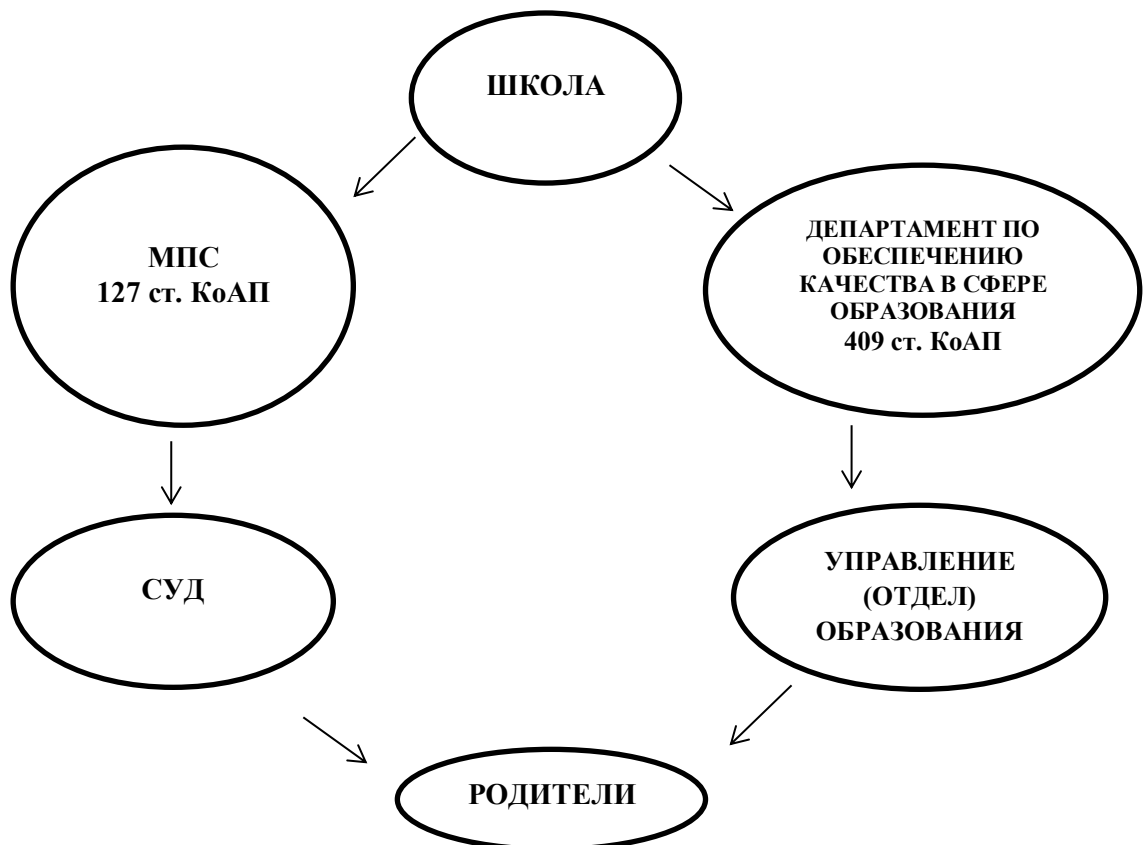 ШКОЛА
МПС
127 ст. КоАП
ДЕПАРТАМЕНТ ПО
ОБЕСПЕЧЕНИЮ
КАЧЕСТВА В СФЕРЕ
ОБРАЗОВАНИЯ
409 ст. КоАП
СУД
УПРАВЛЕНИЕ
(ОТДЕЛ)
ОБРАЗОВАНИЯ
РОДИТЕЛИ